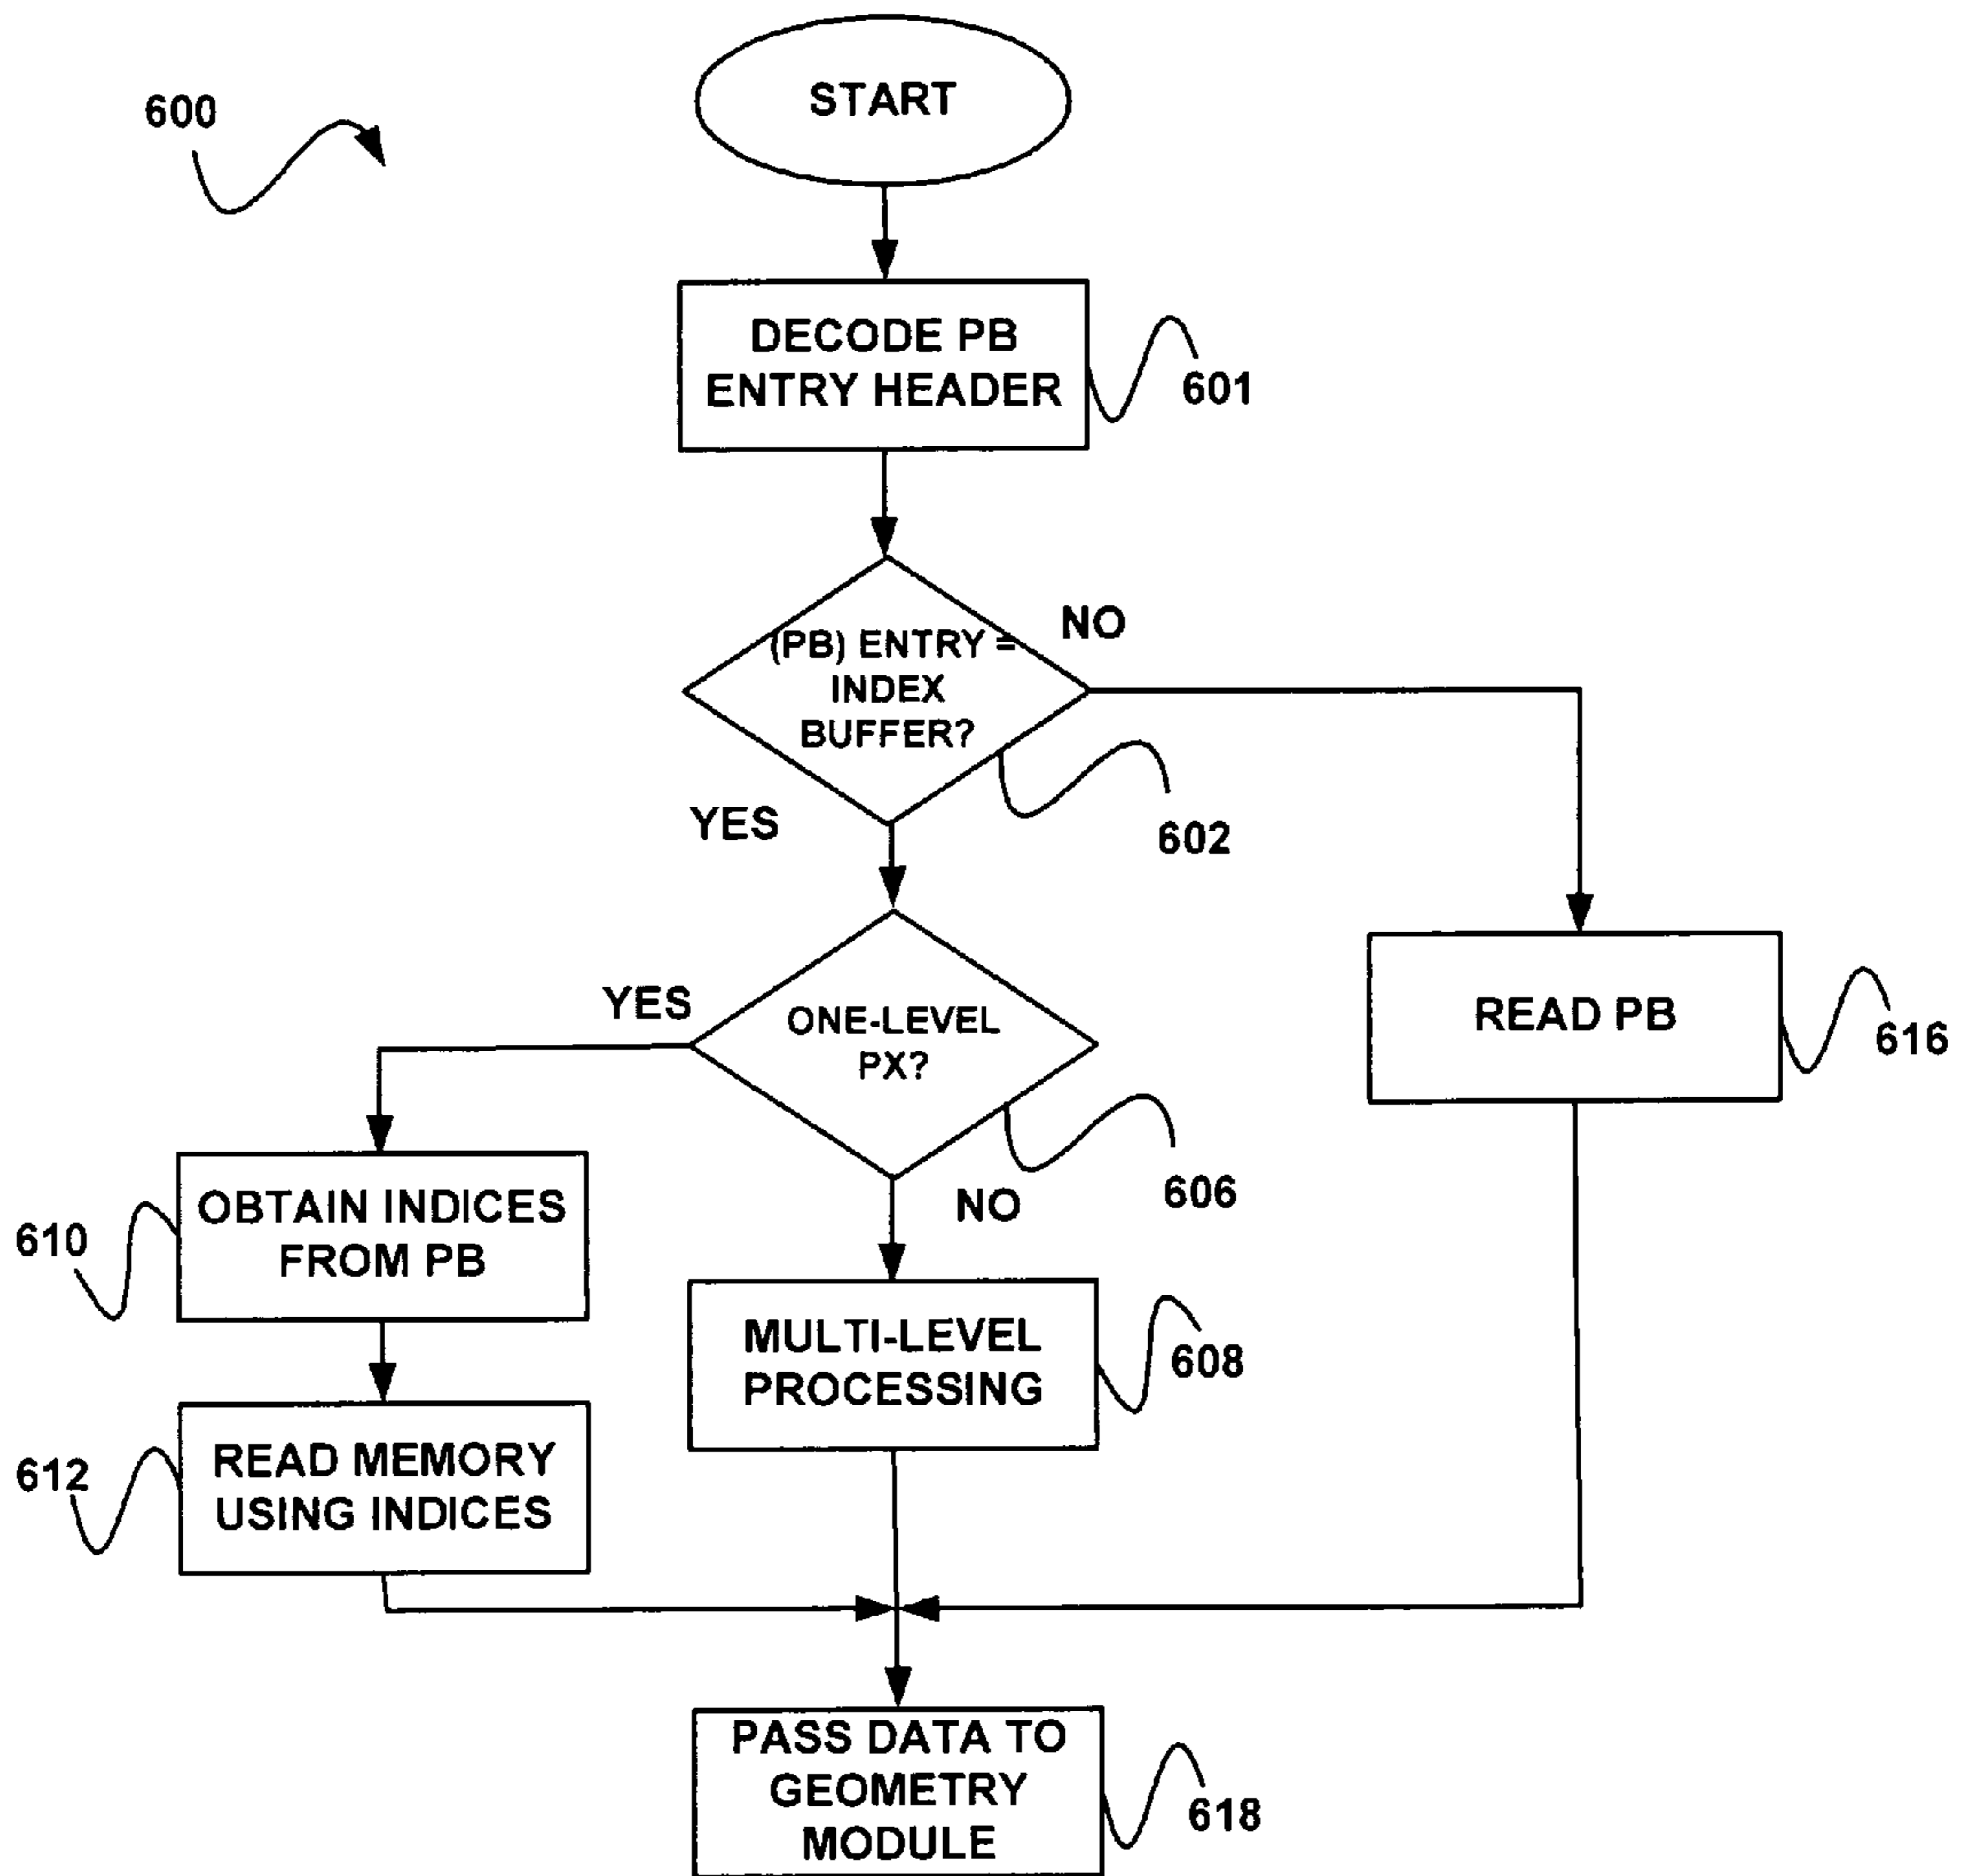 START
600
DECODE PB
ENTRY HEADER
601
(PB) ENTRY =
INDEX
BUFFER?
NO
YES
602
ONE-LEVEL
PX?
YES
NO
606
READ PB
616
OBTAIN INDICES
FROM PB
610
MULTI-LEVEL
PROCESSING
608
READ MEMORY
USING INDICES
612
PASS DATA TO
GEOMETRY
MODULE
618